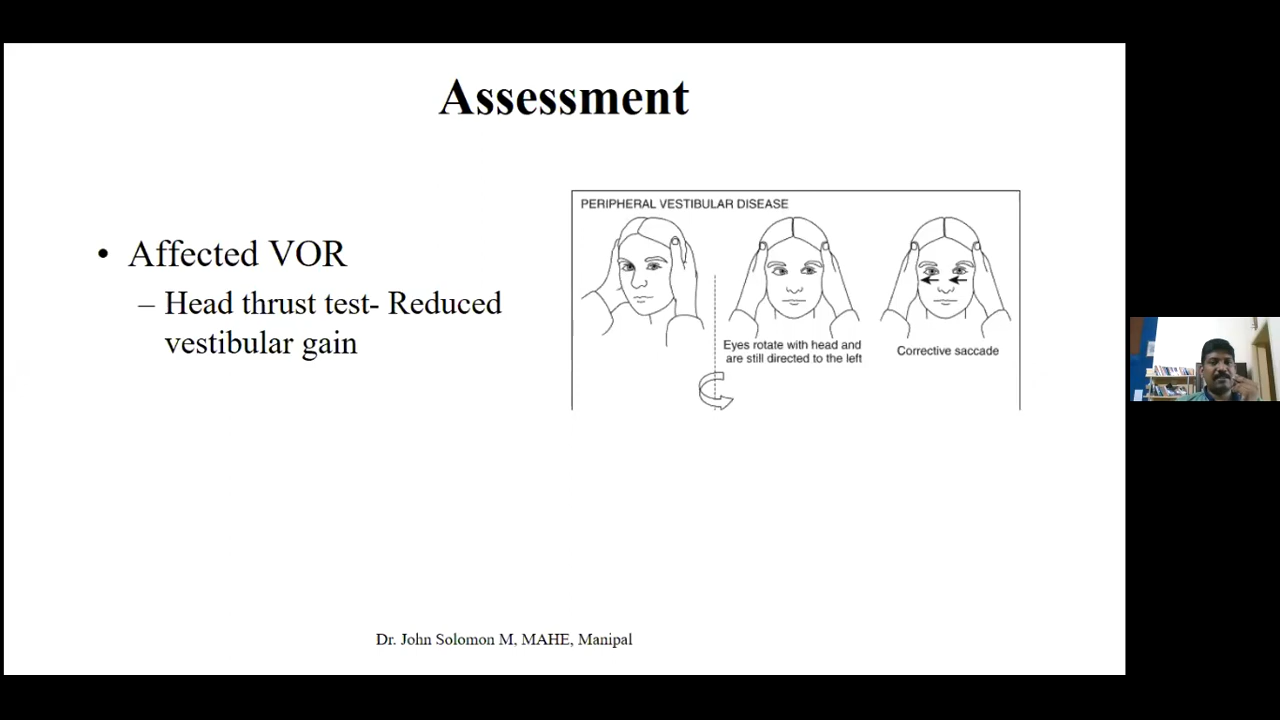 Assessment
• Affected VOR
– Head thrust test- Reduced
vestibular gain
PERIPHERAL VESTIBULAR DISEASE
Eyes rotate with head and
are still directed to the left
Corrective saccade
Dr. John Solomon M, MAHE, Manipal